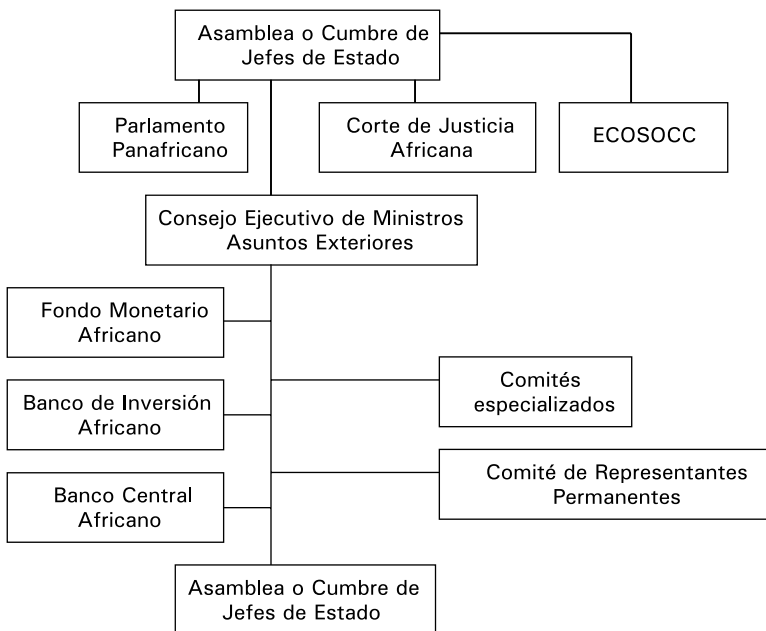 Asamblea o Cumbre de
Jefes de Estado
Parlamento
Panafricano
Corte de Justicia
Africana
ECOSOCC
Consejo Ejecutivo de Ministros
Asuntos Exteriores
Fondo Monetario
Africano
Comités
especializados
Banco de Inversión
Africano
Comité de Representantes
Permanentes
Banco Central
Africano
Asamblea o Cumbre de
Jefes de Estado